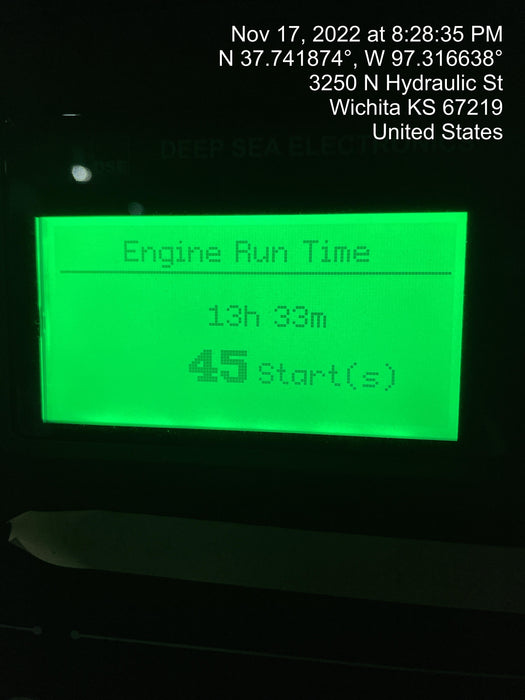 Nov 17, 2022 at 8:28:35 PM
N 37.741874°, W 97.316638°
3250 N Hydraulic St
Wichita KS 67219
United States
DEEP SEA ELECTRONICS
Engine Run Time
13h 33m
45 Start(s)